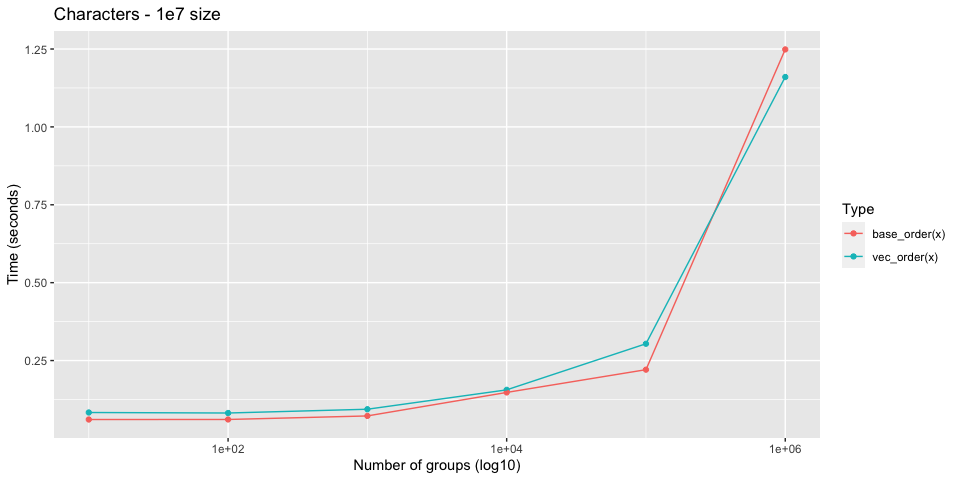 Characters - 1e7 size
Time (seconds)
1.25
1.00
0.75
0.50
0.25
1e+02
1e+04
1e+06
Number of groups (log10)
Type
base_order(x)
vec_order(x)